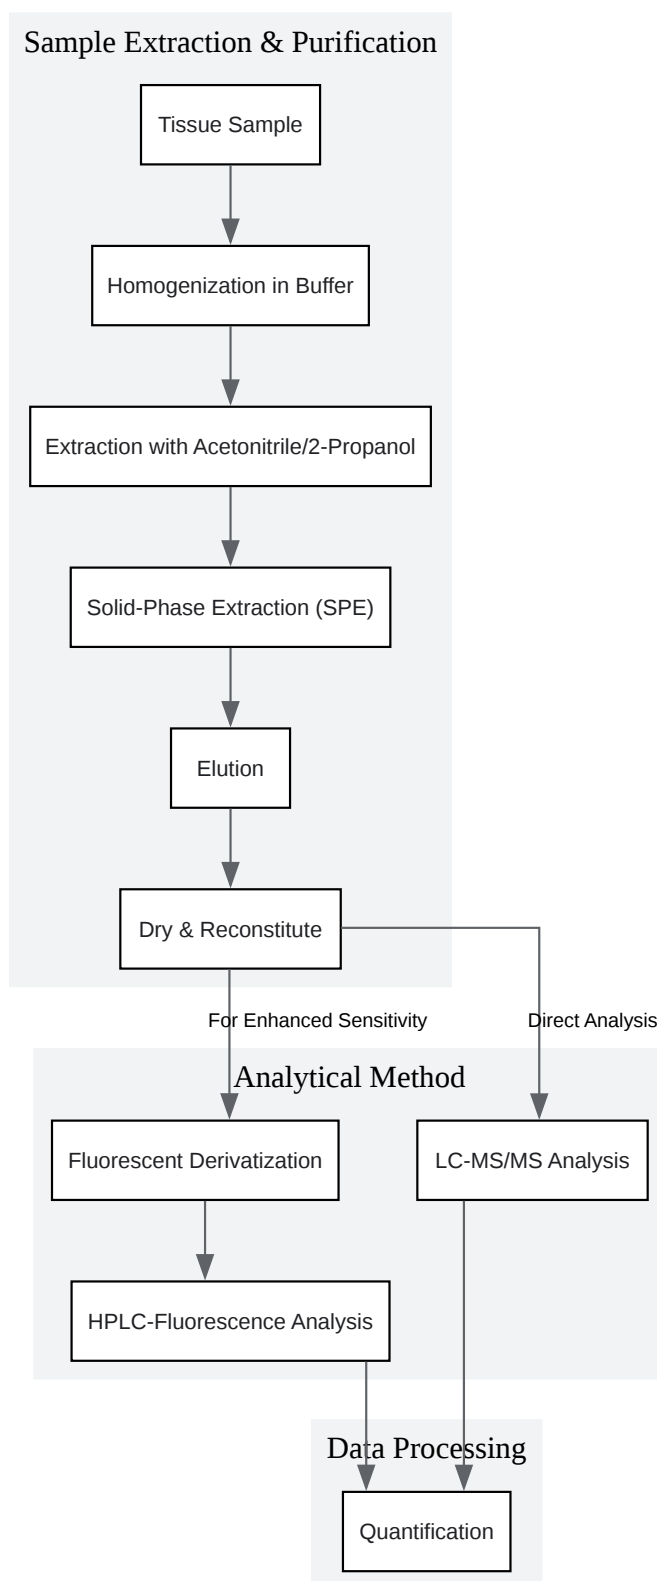 Sample Extraction & Purification
Tissue Sample
Homogenization in Buffer
Extraction with Acetonitrile/2-Propanol
Solid-Phase Extraction (SPE)
Elution
Dry & Reconstitute
For Enhanced Sensitivity
Direct Analysis
Analytical Method
Fluorescent Derivatization
LC-MS/MS Analysis
HPLC-Fluorescence Analysis
Data Processing
Quantification